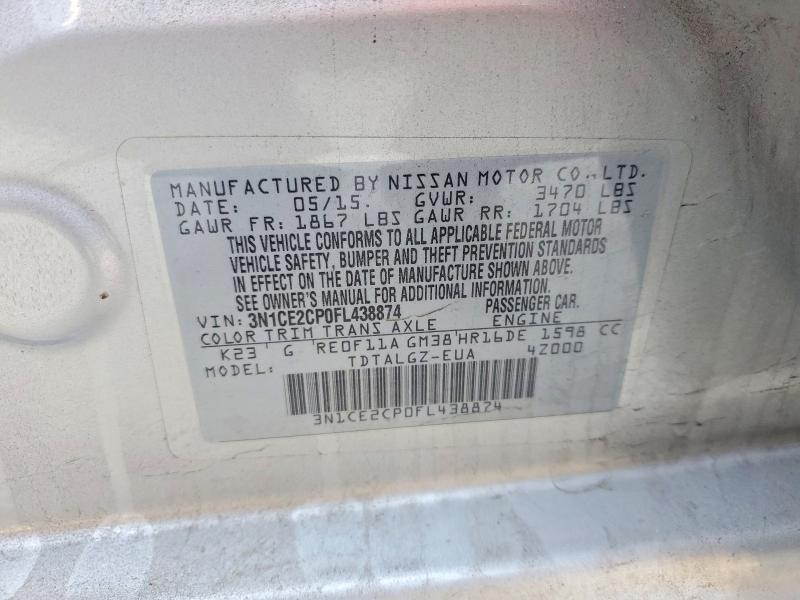 MANUFACTURED BY NISSAN MOTOR CO., LTD.
DATE: 05/15. GVWR: 3470 LBS
GAWR FR: 1867 LBS GAWR RR: 1704 LBS
THIS VEHICLE CONFORMS TO ALL APPLICABLE FEDERAL MOTOR
VEHICLE SAFETY, BUMPER AND THEFT PREVENTION STANDARDS
IN EFFECT ON THE DATE OF MANUFACTURE SHOWN ABOVE.
SEE OWNER'S MANUAL FOR ADDITIONAL INFORMATION.
VIN: 3N1CE2CP0FL438874 PASSENGER CAR.
COLOR TRIM TRANS AXLE ENGINE
K23 G RE0F11A GM38 HR16DE 1598 CC
MODEL: TDTALGZ-EUA 42000
3N1CE2CP0FL438874